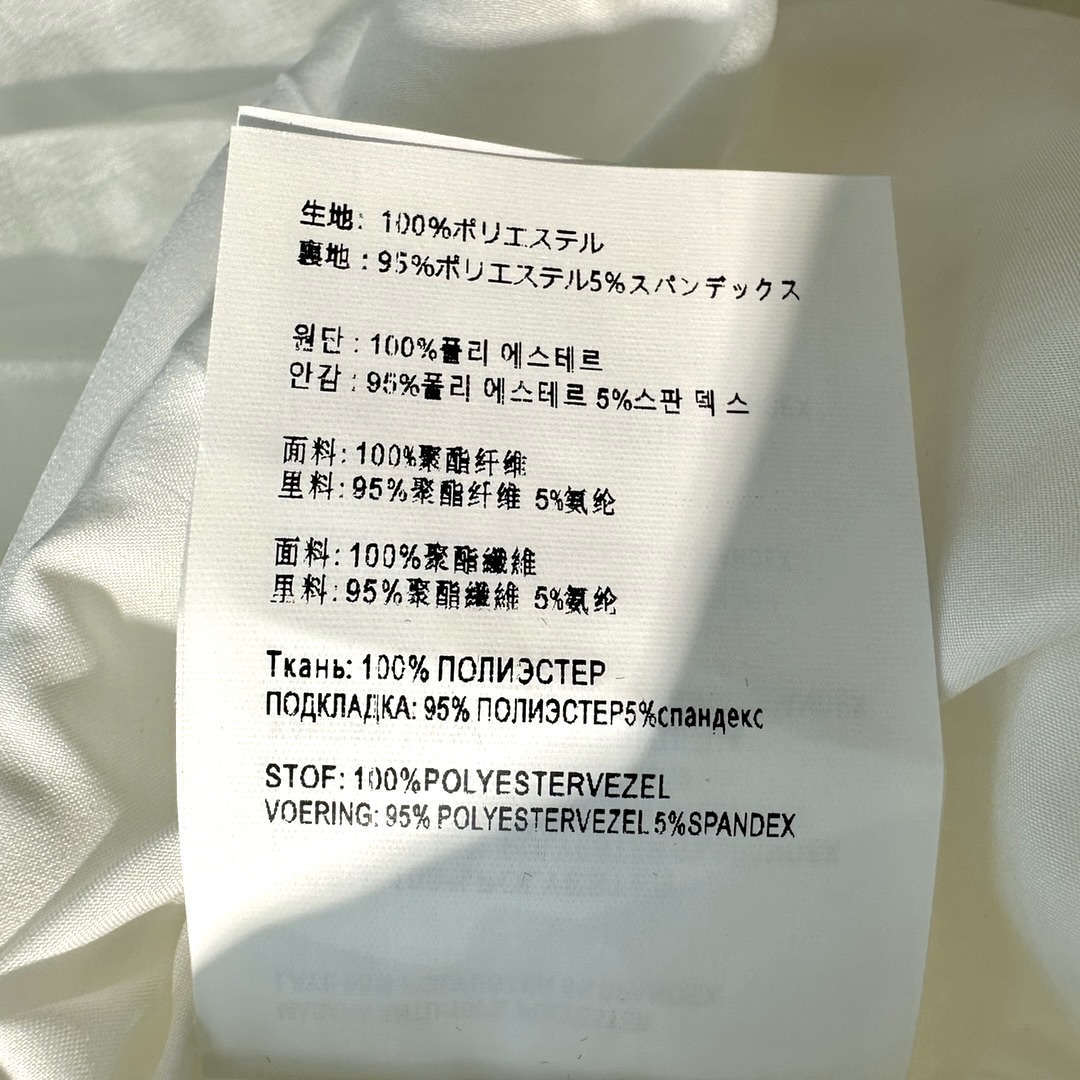 生地: 100%ポリエステル
裏地:95%ポリエステル5%スパンデックス
원단:100%폴리 에스테르
안감:95%폴리 에스테르 5%스판 덱 스
面料:100%聚酯纤维
里料:95%聚酯纤维 5%氨纶
面料:100%聚酯纖維
里料:95%聚酯纖維 5%氨纶
Ткань: 100% ПОЛИЭСТЕР
ПОДКЛАДКА: 95% ПОЛИЭСТЕР5%спандекс
STOF: 100%POLYESTERVEZEL
VOERING: 95% POLYESTERVEZEL 5%SPANDEX